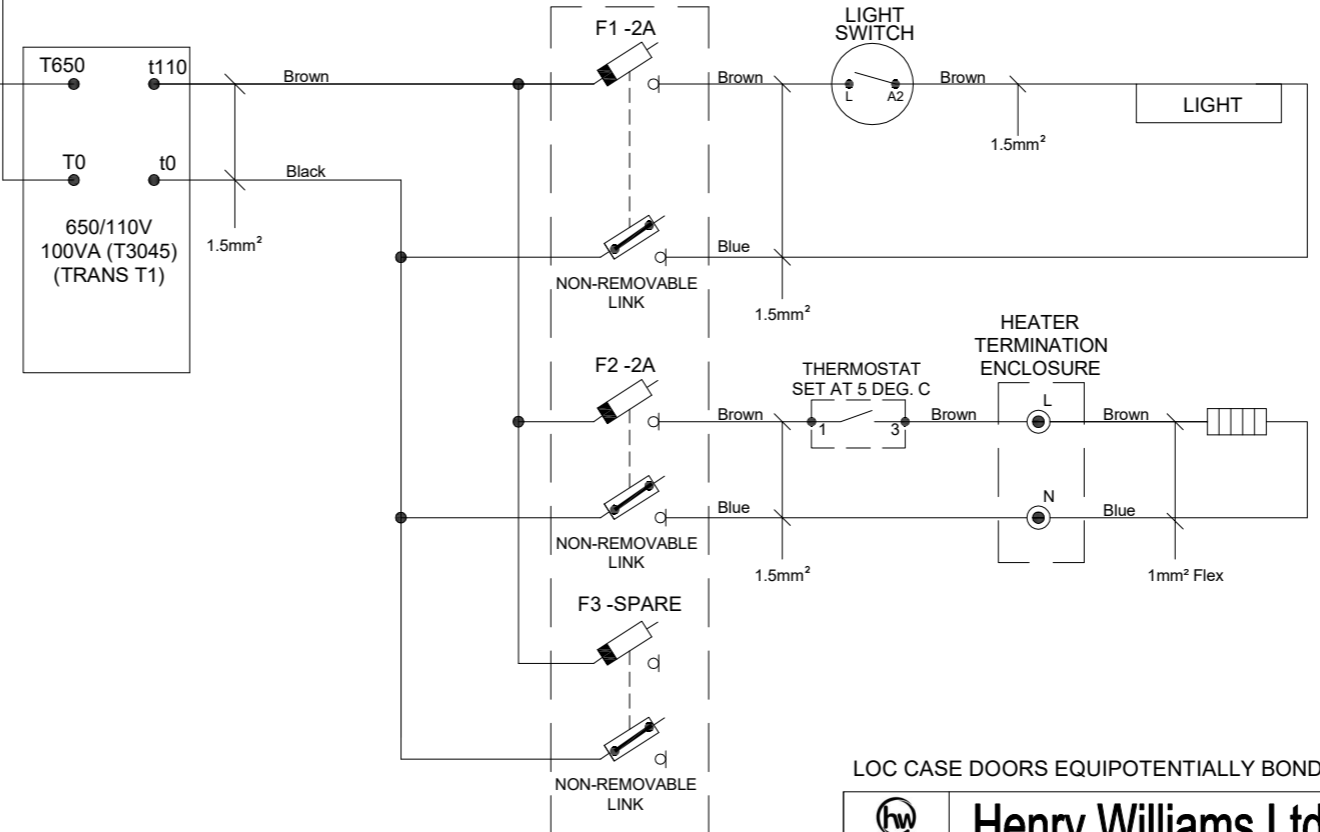 F1 -2A
LIGHT
SWITCH
T650
t110
Brown
Brown
L
A2
Brown
LIGHT
1.5mm²
T0
t0
Black
650/110V
100VA (T3045)
(TRANS T1)
1.5mm²
Blue
NON-REMOVABLE
LINK
1.5mm²
HEATER
TERMINATION
ENCLOSURE
F2 -2A
THERMOSTAT
SET AT 5 DEG. C
L
Brown
1
3
Brown
Brown
N
Blue
Blue
NON-REMOVABLE
LINK
1.5mm²
1mm² Flex
F3 -SPARE
NON-REMOVABLE
LINK
LOC CASE DOORS EQUIPOTENTIALLY BOND
hw
Henry Williams Ltd